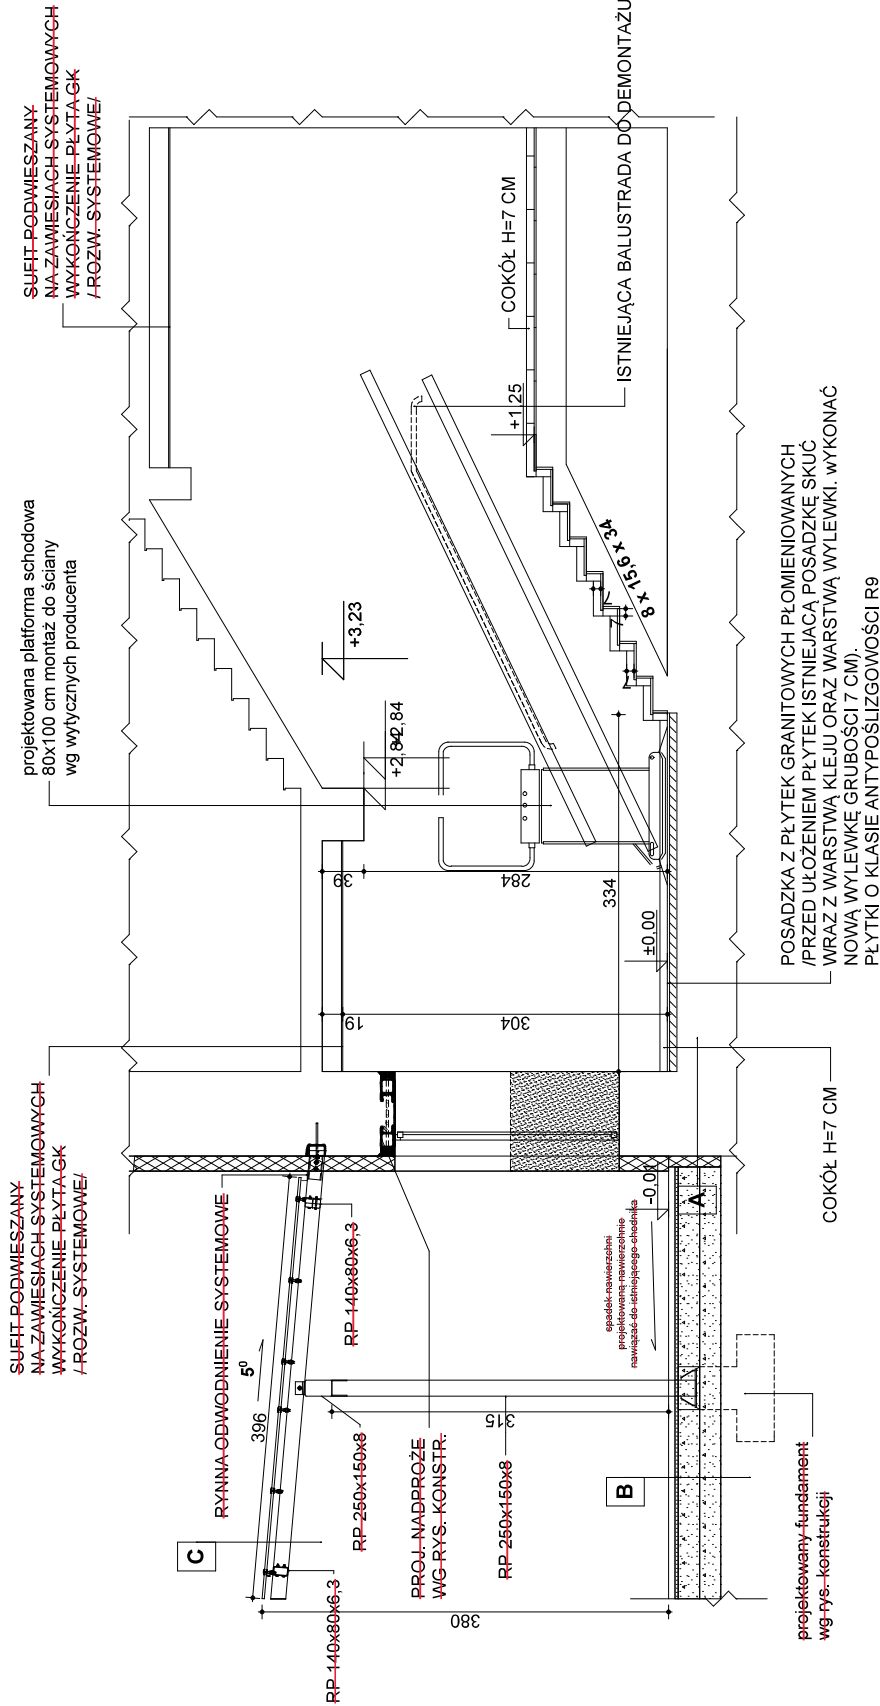 SUFIT PODWIESZANY
NA ZAWIESIACH SYSTEMOWYCH
WYKOŃCZENIE PŁYTA GK
/ ROZW. SYSTEMOWE/
SUFIT PODWIESZANY
NA ZAWIESIACH SYSTEMOWYCH
WYKOŃCZENIE PŁYTA GK
/ ROZW. SYSTEMOWE/
projektowana platforma schodowa
80x100 cm montaż do ściany
wg wytycznych producenta
RYNNA ODWODNIENIE SYSTEMOWE
C
396
5⁰
RP 140x80x6,3
RP 140x80x6,3
RP 250x150x8
PROJ. NADPROŻE
WG RYS. KONSTR.
RP 250x150x8
380
315
19
304
39
284
334
+3,23
+2,84
+2,84
+1,25
±0,00
-0,01
COKÓŁ H=7 CM
ISTNIEJĄCA BALUSTRADA DO DEMONTAŻU
8 x 15,6 x 34
7
spadek nawierzchni
projektowaną nawierzchnie
nawiązać do istniejącego chodnika
A
B
projektowany fundament
wg rys. konstrukcji
COKÓŁ H=7 CM
POSADZKA Z PŁYTEK GRANITOWYCH PŁOMIENIOWANYCH
/PRZED UŁOŻENIEM PŁYTEK ISTNIEJĄCĄ POSADZKĘ SKUĆ
WRAZ Z WARSTWĄ KLEJU ORAZ WARSTWĄ WYLEWKI. wYKONAĆ
NOWĄ WYLEWKĘ GRUBOŚCI 7 CM).
PŁYTKI O KLASIE ANTYPOŚLIZGOWOŚCI R9